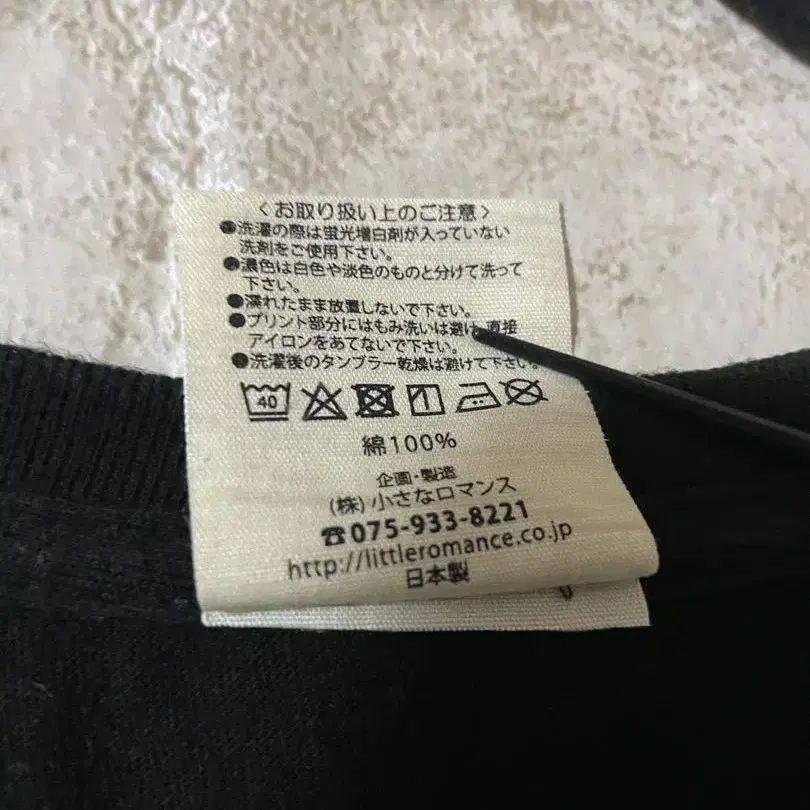 〈お取り扱い上のご注意〉
●洗濯の際は蛍光増白剤が入っていない
洗剤をご使用下さい。
●濃色は白色や淡色のものと分けて洗って
下さい。
●濡れたまま放置しないで下さい。
●プリント部分にはもみ洗いは避け、直接
アイロンをあてないで下さい。
●洗濯後のタンブラー乾燥は避けて下さい。
40
綿100%
企画・製造
(株)小さなロマンス
☎075-933-8221
http://littleromance.co.jp
日本製